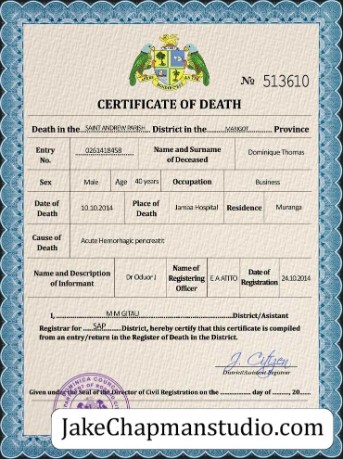 № 513610
CERTIFICATE OF DEATH
Death in the SAINT ANDREW PARISH District in the MARIGOT Province
Entry No. 0261418458 Name and Surname of Deceased Dominique Thomas
Sex Male Age 40 years Occupation Business
Date of Death 10.10.2014 Place of Death Jamaa Hospital Residence Muranga
Cause of Death Acute Hemorhagic pencreatit
Name and Description of Informant Dr Oduor J Name of Registering Officer E A ATITO Date of Registration 24.10.2014
I, M M GITAU District/Asistant
Registrar for SAP District, hereby certify that this certificate is compiled
from an entry/return in the Register of Death in the District.
J. Citizen
District/Assistant Registrar
Given under the Seal of the Director of Civil Registration on the day of 20
JakeChapmanstudio.com